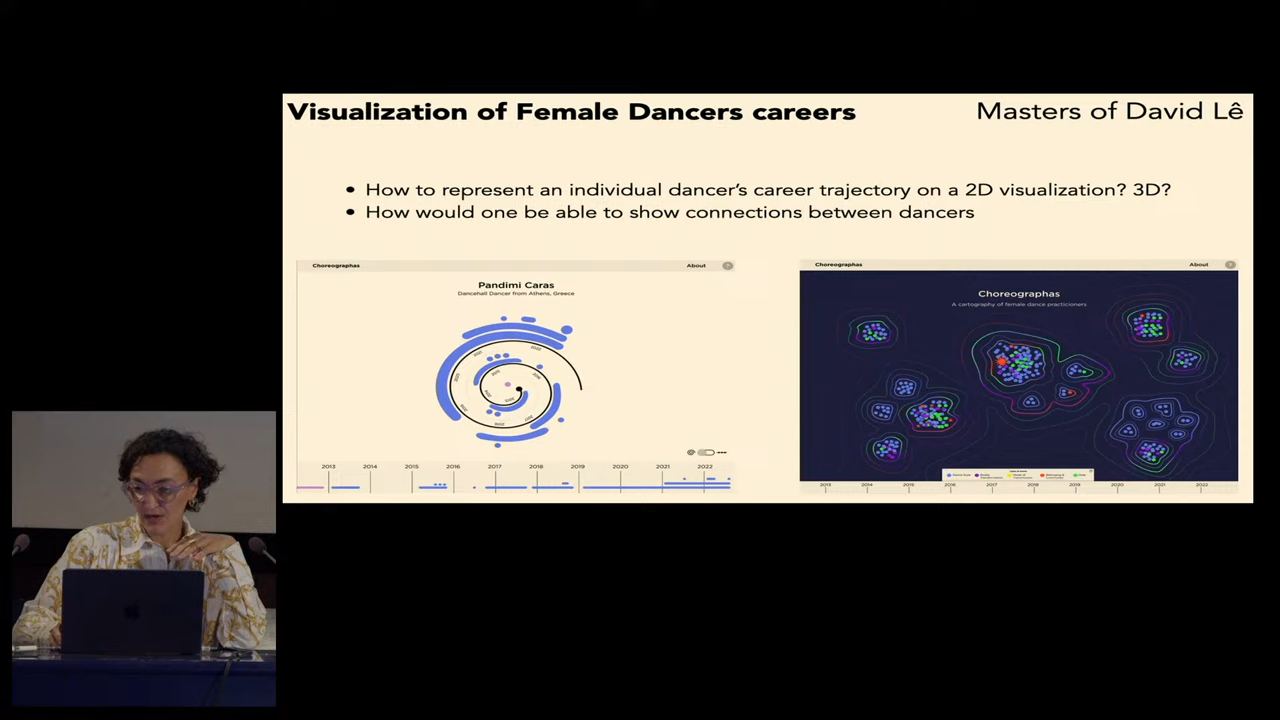 Visualization of Female Dancers careers
Masters of David Lê
• How to represent an individual dancer's career trajectory on a 2D visualization? 3D?
• How would one be able to show connections between dancers
Choreographas
About
?
Pandimi Caras
Dancehall Dancer from Athens, Greece
2013 2014 2015 2016 2017 2018 2019 2020 2021 2022
Choreographas
About
?
Choreographas
A cartography of female dance practitioners
2013 2014 2015 2016 2017 2018 2019 2020 2021 2022